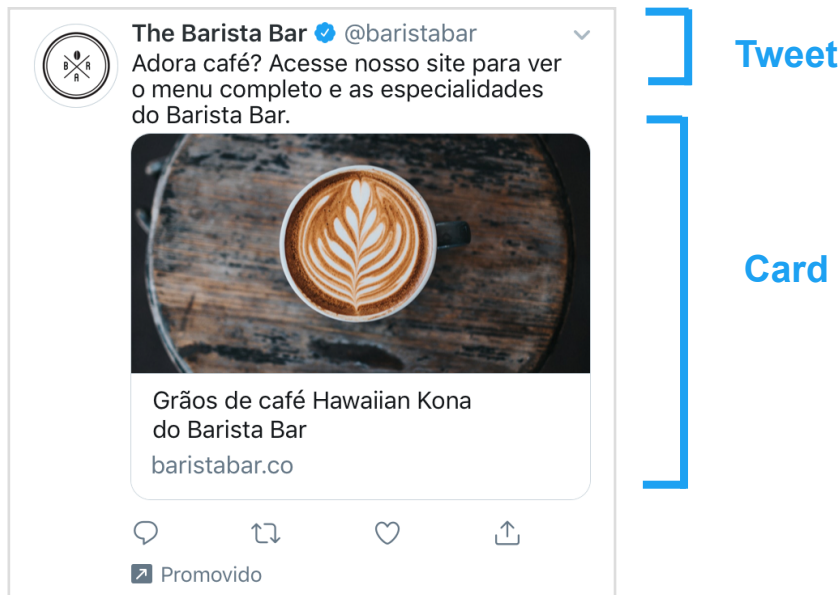 The Barista Bar @baristabar
Adora café? Acesse nosso site para ver
o menu completo e as especialidades
do Barista Bar.
B A R
A
Grãos de café Hawaiian Kona
do Barista Bar
baristabar.co
Promovido
Tweet
Card